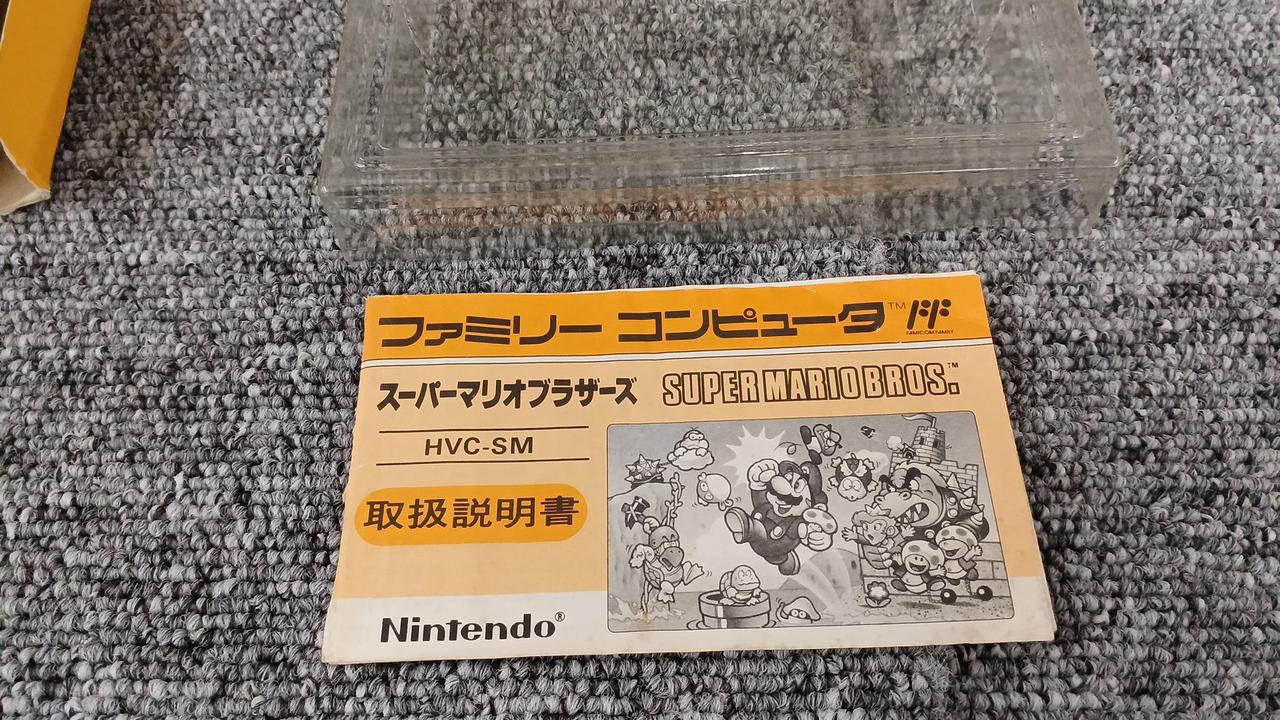 ファミリー コンピュータ™
FAMICOM FAMILY
スーパーマリオブラザーズ SUPER MARIO BROS.™
HVC-SM
取扱説明書
Nintendo®